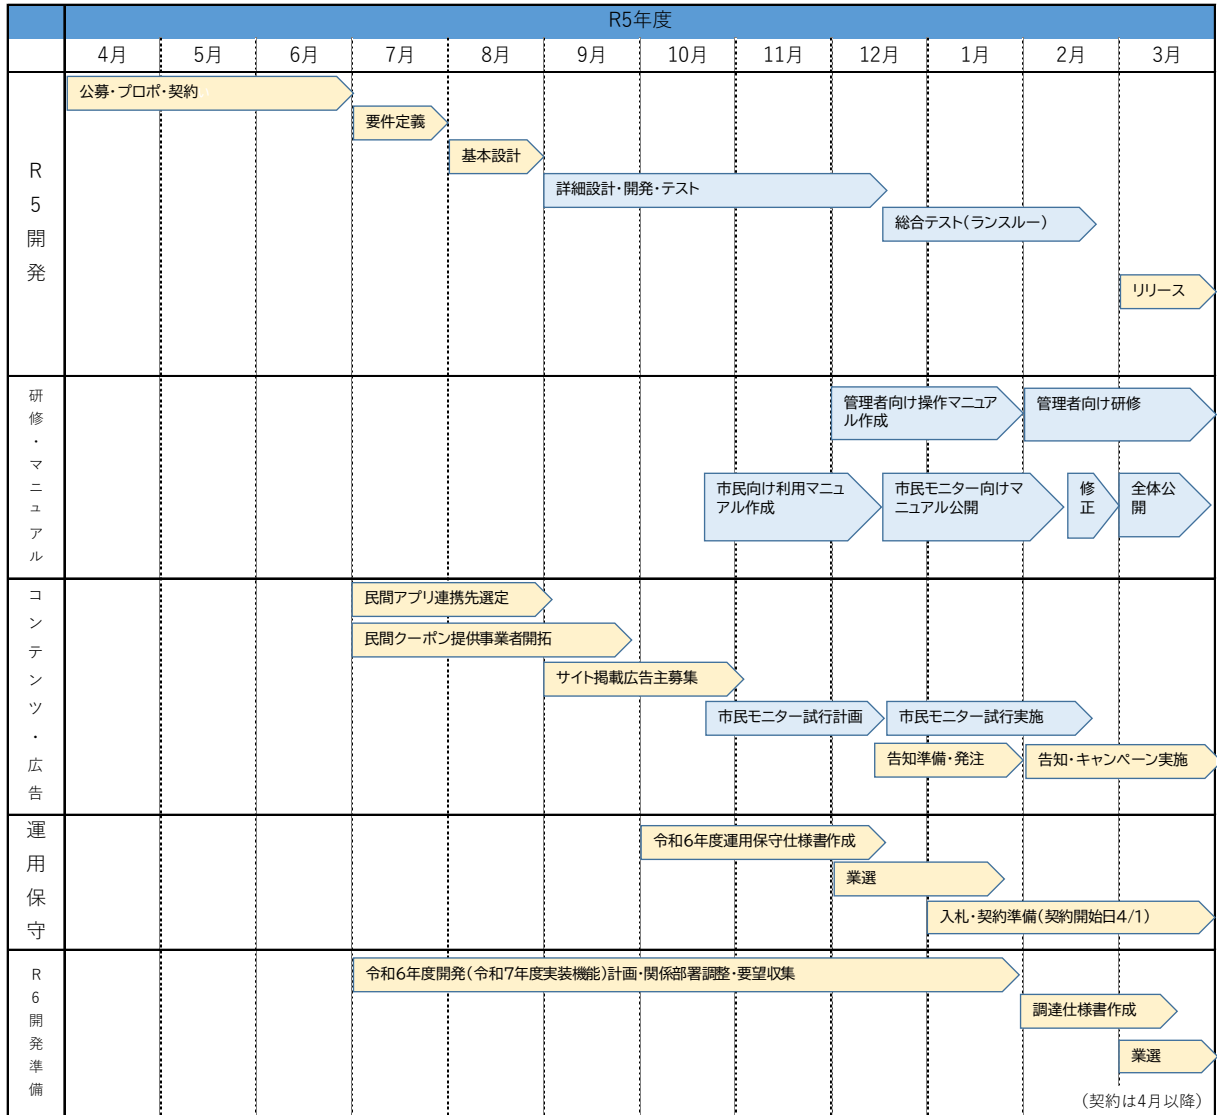 R5年度
4月
5月
6月
7月
8月
9月
10月
11月
12月
1月
2月
3月
R5開発
公募・プロポ・契約
要件定義
基本設計
詳細設計・開発・テスト
総合テスト(ランスルー)
リリース
研修・マニュアル
管理者向け操作マニュア
ル作成
管理者向け研修
市民向け利用マニュ
アル作成
市民モニター向けマ
ニュアル公開
修
正
全体公
開
コンテンツ・広告
民間アプリ連携先選定
民間クーポン提供事業者開拓
サイト掲載広告主募集
市民モニター試行計画
市民モニター試行実施
告知準備・発注
告知・キャンペーン実施
運用保守
令和6年度運用保守仕様書作成
業選
入札・契約準備(契約開始日4/1)
R6開発準備
令和6年度開発(令和7年度実装機能)計画・関係部署調整・要望収集
調達仕様書作成
業選
(契約は4月以降)